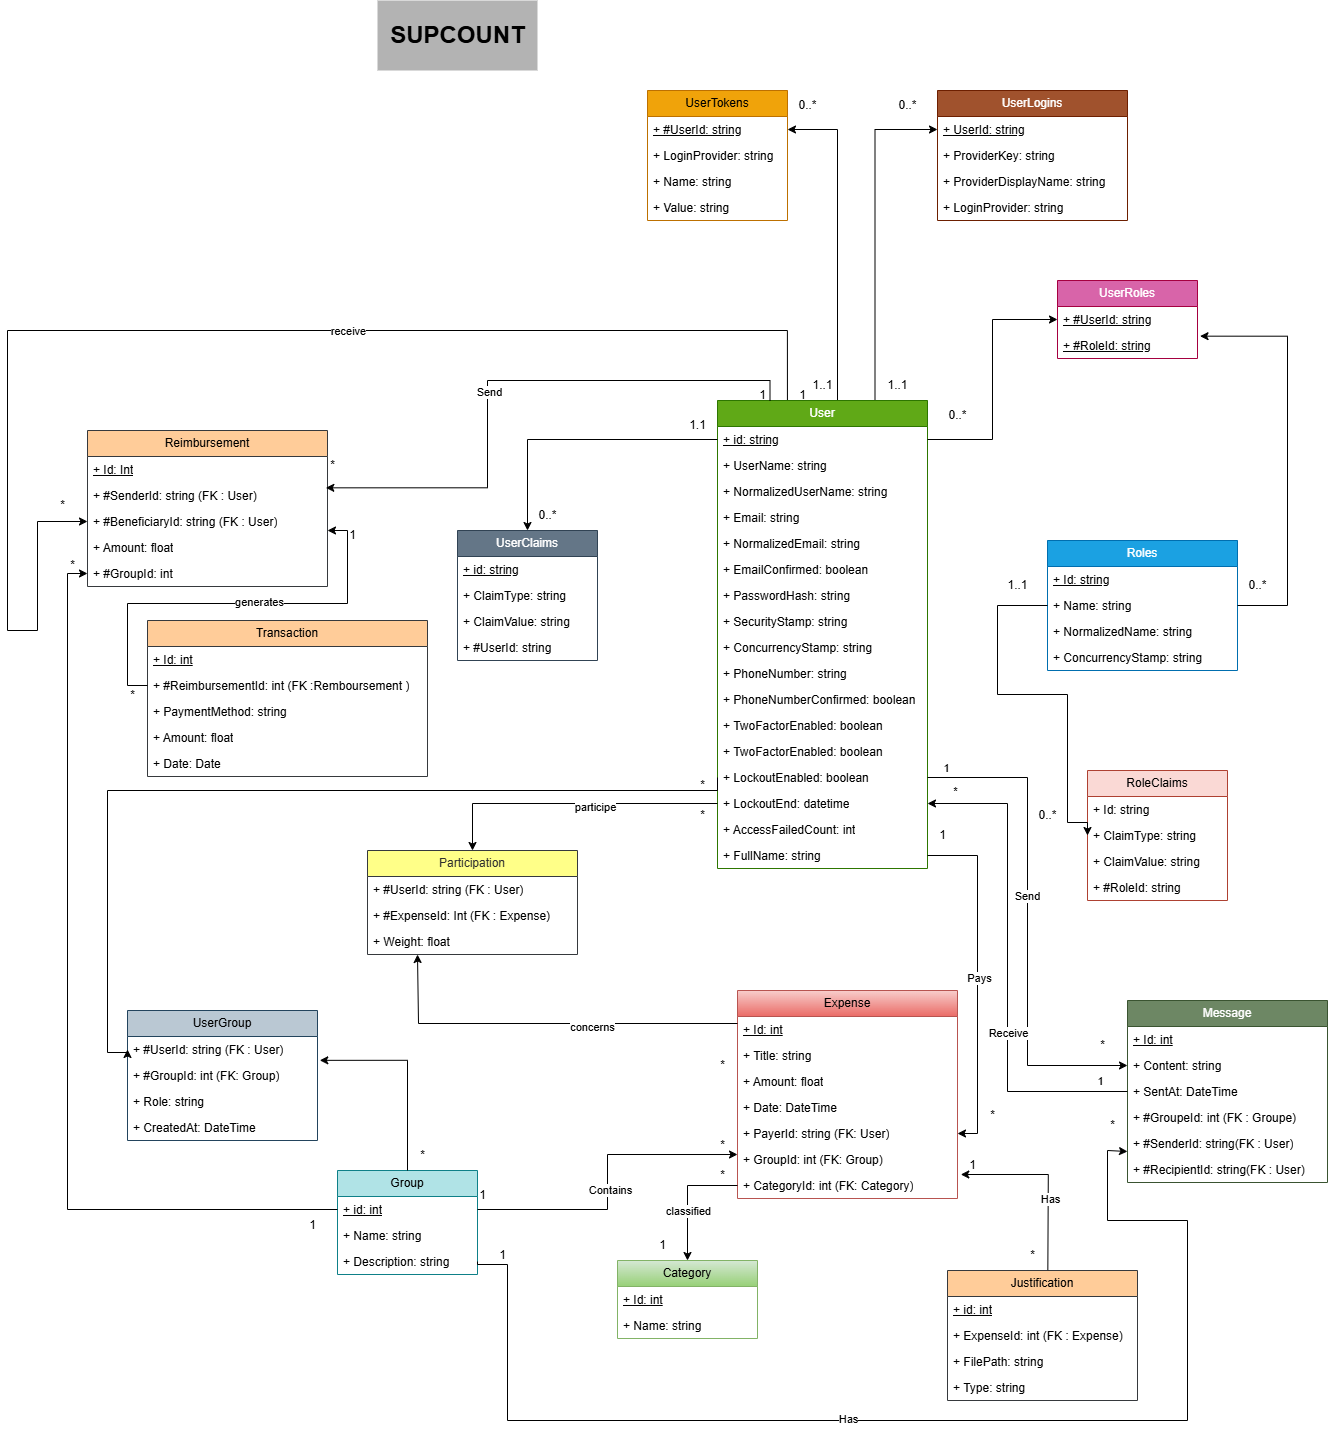 SUPCOUNT
UserTokens
+ #UserId: string
+ LoginProvider: string
+ Name: string
+ Value: string
0..*
0..*
UserLogins
+ UserId: string
+ ProviderKey: string
+ ProviderDisplayName: string
+ LoginProvider: string
UserRoles
+ #UserId: string
+ #RoleId: string
receive
Send
1
1
1..1
1..1
1.1
0..*
Reimbursement
+ Id: Int
+ #SenderId: string (FK : User)
+ #BeneficiaryId: string (FK : User)
+ Amount: float
+ #GroupId: int
*
*
*
1
generates
Transaction
+ Id: int
+ #ReimbursementId: int (FK :Remboursement )
+ PaymentMethod: string
+ Amount: float
+ Date: Date
*
0..*
UserClaims
+ id: string
+ ClaimType: string
+ ClaimValue: string
+ #UserId: string
User
+ id: string
+ UserName: string
+ NormalizedUserName: string
+ Email: string
+ NormalizedEmail: string
+ EmailConfirmed: boolean
+ PasswordHash: string
+ SecurityStamp: string
+ ConcurrencyStamp: string
+ PhoneNumber: string
+ PhoneNumberConfirmed: boolean
+ TwoFactorEnabled: boolean
+ TwoFactorEnabled: boolean
+ LockoutEnabled: boolean
+ LockoutEnd: datetime
+ AccessFailedCount: int
+ FullName: string
Roles
+ Id: string
+ Name: string
+ NormalizedName: string
+ ConcurrencyStamp: string
1..1
0..*
RoleClaims
+ Id: string
+ ClaimType: string
+ ClaimValue: string
+ #RoleId: string
0..*
*
*
participe
1
*
1
Participation
+ #UserId: string (FK : User)
+ #ExpenseId: Int (FK : Expense)
+ Weight: float
Send
Pays
Receive
concerns
Expense
+ Id: int
+ Title: string
+ Amount: float
+ Date: DateTime
+ PayerId: string (FK: User)
+ GroupId: int (FK: Group)
+ CategoryId: int (FK: Category)
*
*
*
*
Message
+ Id: int
+ Content: string
+ SentAt: DateTime
+ #GroupeId: int (FK : Groupe)
+ #SenderId: string(FK : User)
+ #RecipientId: string(FK : User)
*
1
*
UserGroup
+ #UserId: string (FK : User)
+ #GroupId: int (FK: Group)
+ Role: string
+ CreatedAt: DateTime
*
Group
+ id: int
+ Name: string
+ Description: string
1
1
1
Contains
classified
1
Category
+ Id: int
+ Name: string
1
Has
*
Justification
+ id: int
+ ExpenseId: int (FK : Expense)
+ FilePath: string
+ Type: string
Has